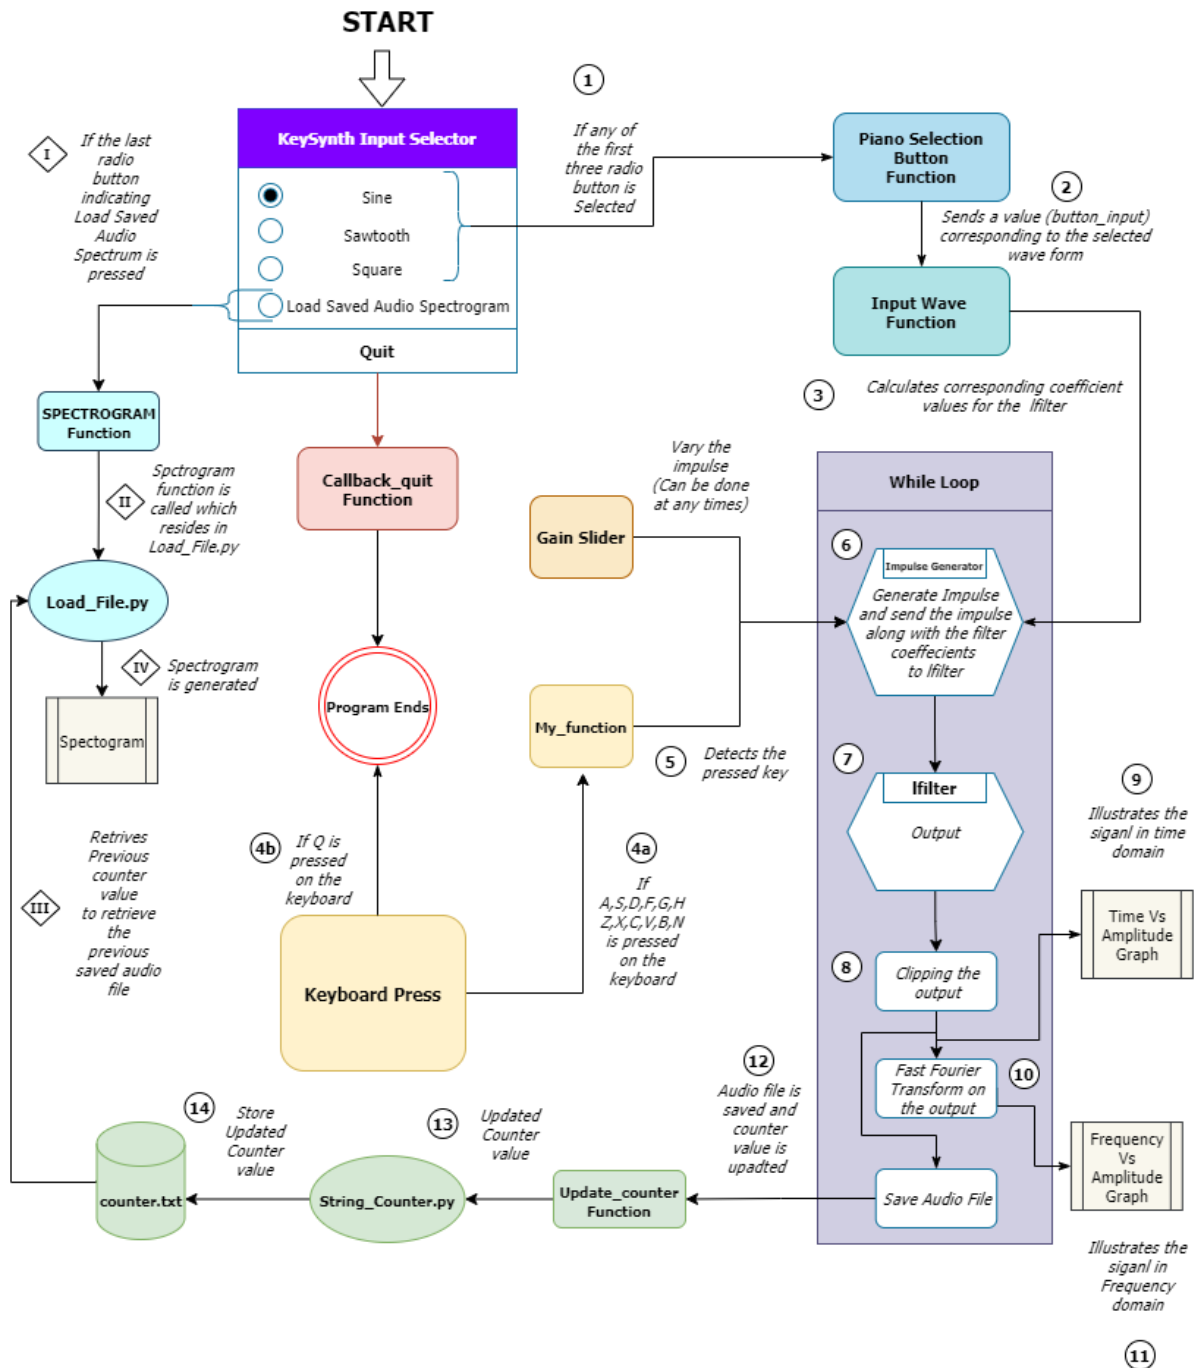 START
1
KeySynth Input Selector
Sine
Sawtooth
Square
Load Saved Audio Spectrogram
Quit
I
If the last
radio
button
indicating
Load Saved
Audio
Spectrum is
pressed
If any of
the first
three radio
button is
Selected
Piano Selection
Button
Function
2
Sends a value (button_input)
corresponding to the selected
wave form
Input Wave
Function
3
Calculates corresponding coefficient
values for the lfilter
SPECTROGRAM
Function
II
Spctrogram
function is
called which
resides in
Load_File.py
Load_File.py
IV
Spectrogram
is generated
Spectogram
Callback_quit
Function
Program Ends
Vary the
impulse
(Can be done
at any times)
Gain Slider
My_function
5
Detects the
pressed key
While Loop
6
Impulse Generator
Generate Impulse
and send the impulse
along with the filter
coeffecients
to lfilter
7
lfilter
Output
8
Clipping the
output
9
Illustrates the
siganl in time
domain
Time Vs
Amplitude
Graph
Fast Fourier
Transform on
the output
10
Frequency
Vs
Amplitude
Graph
Illustrates the
siganl in
Frequency
domain
11
Save Audio File
III
Retrives
Previous
counter
value
to retrieve
the
previous
saved audio
file
4b
If Q is
pressed
on the
keyboard
4a
If
A,S,D,F,G,H
Z,X,C,V,B,N
is pressed
on the
keyboard
Keyboard Press
12
Audio file is
saved and
counter
value is
upadted
Update_counter
Function
13
Updated
Counter
value
String_Counter.py
14
Store
Updated
Counter
value
counter.txt